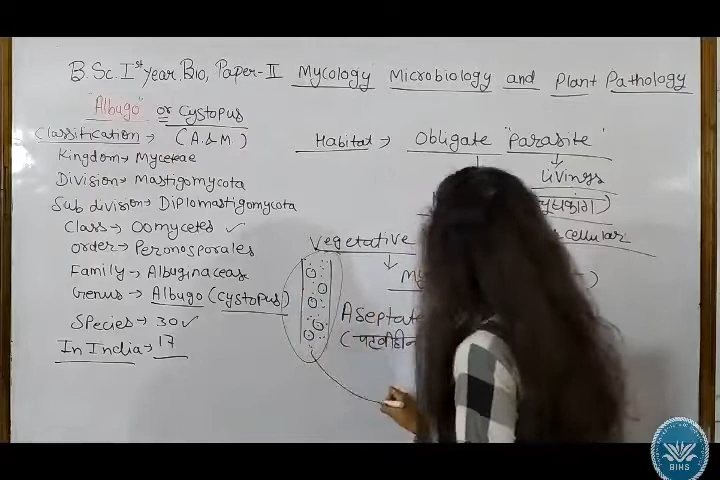 B.Sc. Ist year, Bio, Paper-II Mycology Microbiology and Plant Pathology
"Albugo" or Cystopus
Classification → (A.&M)
Kingdom→ Myceteae
Division→ Mastigomycota
Sub division→ Diplomastigomycota
Class→ Oomycetes ✓
Order→ Peronosporales
Family→ Albuginaceae
Genus→ Albugo (Cystopus)
Species→ 30✓
In India→ 17
Habitat → Obligate "Parasite"
Livings
Vegetative
cellular
Aseptate
BIHS